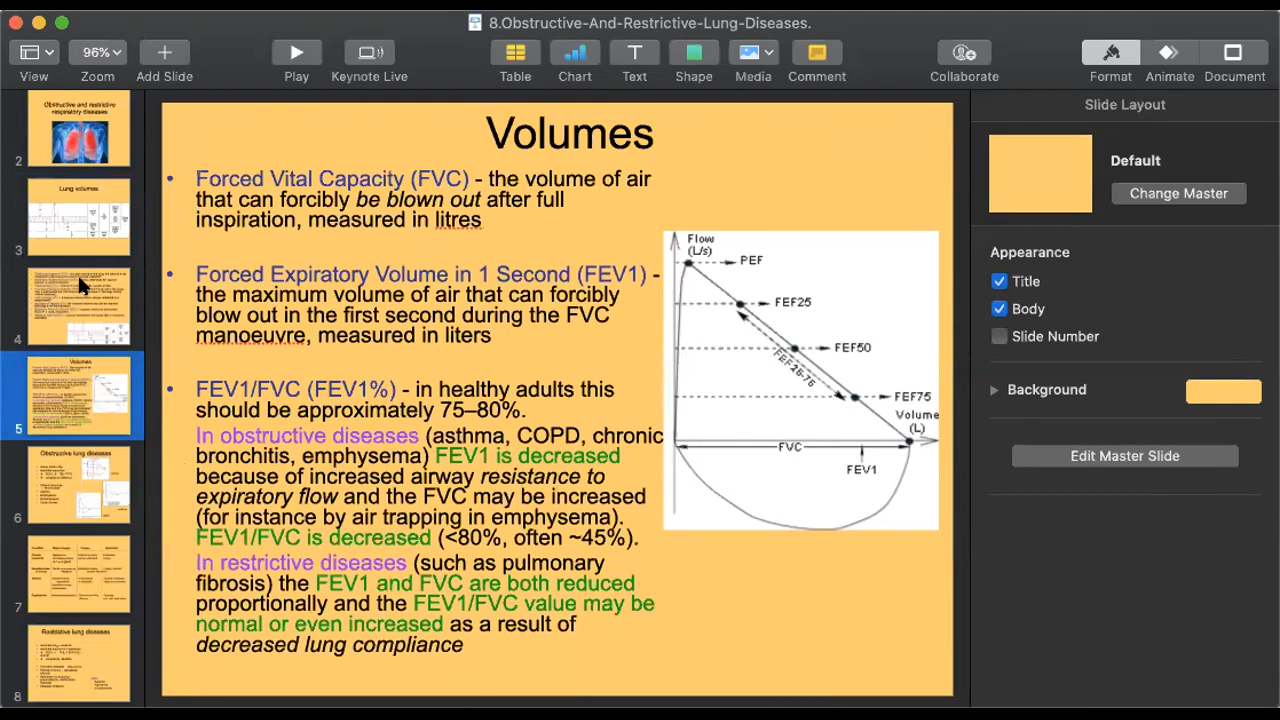 8.Obstructive-And-Restrictive-Lung-Diseases.
96%
View
Zoom
Add Slide
Play
Keynote Live
Table
Chart
Text
Shape
Media
Comment
Collaborate
Format
Animate
Document
Obstructive and restrictive
respiratory diseases
2
Lung volumes
3
4
Volumes
5
Obstructive lung diseases
6
7
Restrictive lung diseases
8
Volumes
• Forced Vital Capacity (FVC) - the volume of air
that can forcibly be blown out after full
inspiration, measured in litres
• Forced Expiratory Volume in 1 Second (FEV1) -
the maximum volume of air that can forcibly
blow out in the first second during the FVC
manoeuvre, measured in liters
• FEV1/FVC (FEV1%) - in healthy adults this
should be approximately 75–80%.
In obstructive diseases (asthma, COPD, chronic
bronchitis, emphysema) FEV1 is decreased
because of increased airway resistance to
expiratory flow and the FVC may be increased
(for instance by air trapping in emphysema).
FEV1/FVC is decreased (<80%, often ~45%).
In restrictive diseases (such as pulmonary
fibrosis) the FEV1 and FVC are both reduced
proportionally and the FEV1/FVC value may be
normal or even increased as a result of
decreased lung compliance
Flow
(L/s)
PEF
FEF25
FEF50
FEF25-75
FEF75
Volume
(L)
FVC
FEV1
Slide Layout
Default
Change Master
Appearance
Title
Body
Slide Number
Background
Edit Master Slide